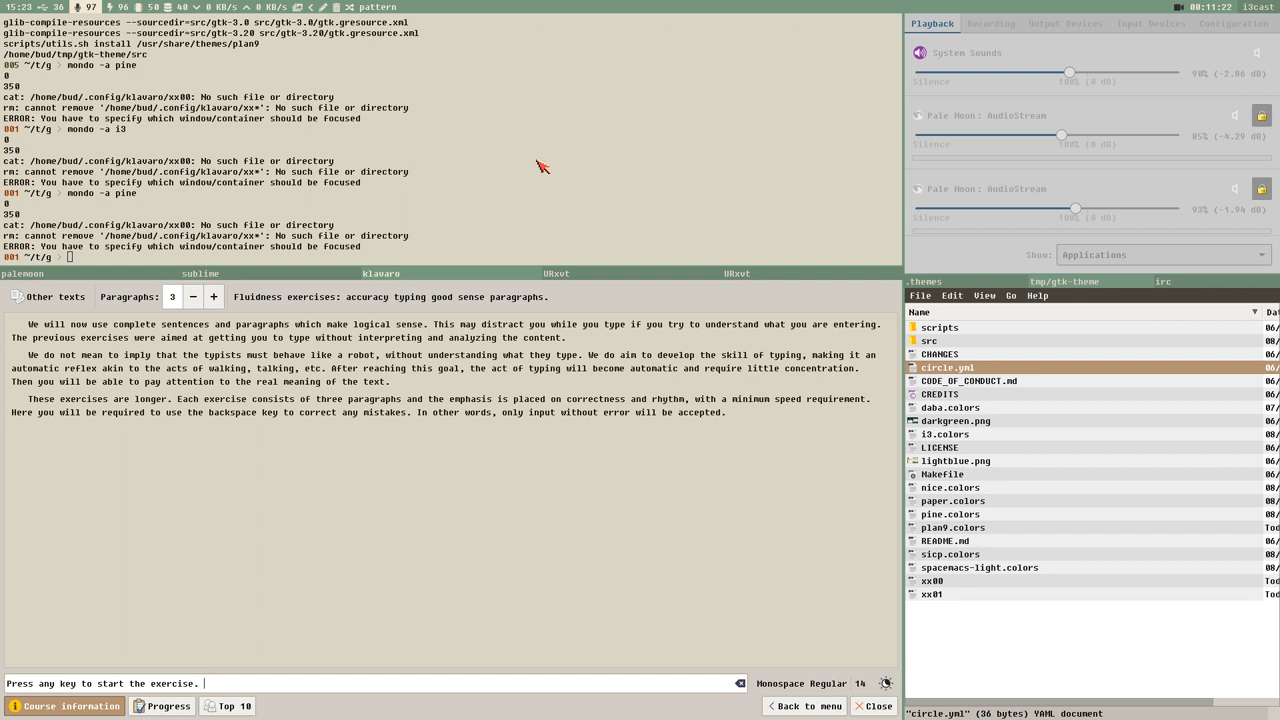 15:23 36 97 96 50 40 0 KB/s 0 KB/s pattern 00:11:22 i3cast
glib-compile-resources --sourcedir=src/gtk-3.0 src/gtk-3.0/gtk.gresource.xml
glib-compile-resources --sourcedir=src/gtk-3.20 src/gtk-3.20/gtk.gresource.xml
scripts/utils.sh install /usr/share/themes/plan9
/home/bud/tmp/gtk-theme/src
005 ~/t/g > mondo -a pine
0
350
cat: /home/bud/.config/klavaro/xx00: No such file or directory
rm: cannot remove '/home/bud/.config/klavaro/xx*': No such file or directory
ERROR: You have to specify which window/container should be focused
001 ~/t/g > mondo -a i3
0
350
cat: /home/bud/.config/klavaro/xx00: No such file or directory
rm: cannot remove '/home/bud/.config/klavaro/xx*': No such file or directory
ERROR: You have to specify which window/container should be focused
001 ~/t/g > mondo -a pine
0
350
cat: /home/bud/.config/klavaro/xx00: No such file or directory
rm: cannot remove '/home/bud/.config/klavaro/xx*': No such file or directory
ERROR: You have to specify which window/container should be focused
001 ~/t/g >
palemoon sublime klavaro URxvt URxvt
Other texts Paragraphs: 3 − + Fluidness exercises: accuracy typing good sense paragraphs.
We will now use complete sentences and paragraphs which make logical sense. This may distract you while you type if you try to understand what you are entering.
The previous exercises were aimed at getting you to type without interpreting and analyzing the content.
We do not mean to imply that the typists must behave like a robot, without understanding what they type. We do aim to develop the skill of typing, making it an
automatic reflex akin to the acts of walking, talking, etc. After reaching this goal, the act of typing will become automatic and require little concentration.
Then you will be able to pay attention to the real meaning of the text.
These exercises are longer. Each exercise consists of three paragraphs and the emphasis is placed on correctness and rhythm, with a minimum speed requirement.
Here you will be required to use the backspace key to correct any mistakes. In other words, only input without error will be accepted.
Press any key to start the exercise.
Monospace Regular 14
Course information Progress Top 10 Back to menu Close
Playback Recording Output Devices Input Devices Configuration
System Sounds
90% (-2.86 dB)
Silence 100% (0 dB)
Pale Moon: AudioStream
85% (-4.29 dB)
Silence 100% (0 dB)
Pale Moon: AudioStream
93% (-1.94 dB)
Silence 100% (0 dB)
Show: Applications
.themes tmp/gtk-theme irc
File Edit View Go Help
Name Da
scripts 06/
src 08/
CHANGES 06/
circle.yml 06/
CODE_OF_CONDUCT.md 06/
CREDITS 06/
daba.colors 07/
darkgreen.png 06/
i3.colors 08/
LICENSE 06/
lightblue.png 06/
Makefile 06/
nice.colors 08/
paper.colors 08/
pine.colors 08/
plan9.colors Tod
README.md 06/
sicp.colors 08/
spacemacs-light.colors 08/
xx00 Tod
xx01 Tod
"circle.yml" (36 bytes) YAML document